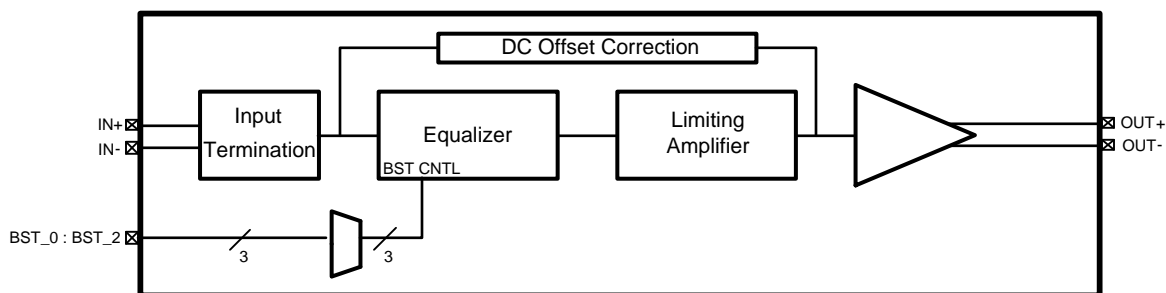 DC Offset Correction
IN+
IN-
Input
Termination
Equalizer
BST CNTL
Limiting
Amplifier
OUT+
OUT-
BST_0 : BST_2
3
3